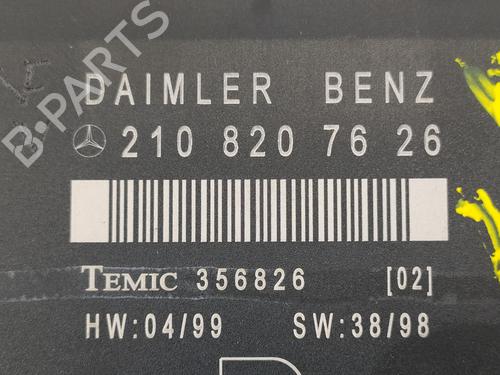 B-PARTS
DAIMLER BENZ
210 820 76 26
TEMIC 356826 [02]
HW:04/99 SW:38/98